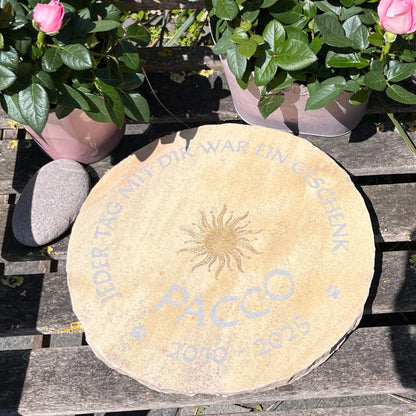 JEDER TAG MIT DIR WAR EIN GESCHENK
PACCO
2010 - 2025